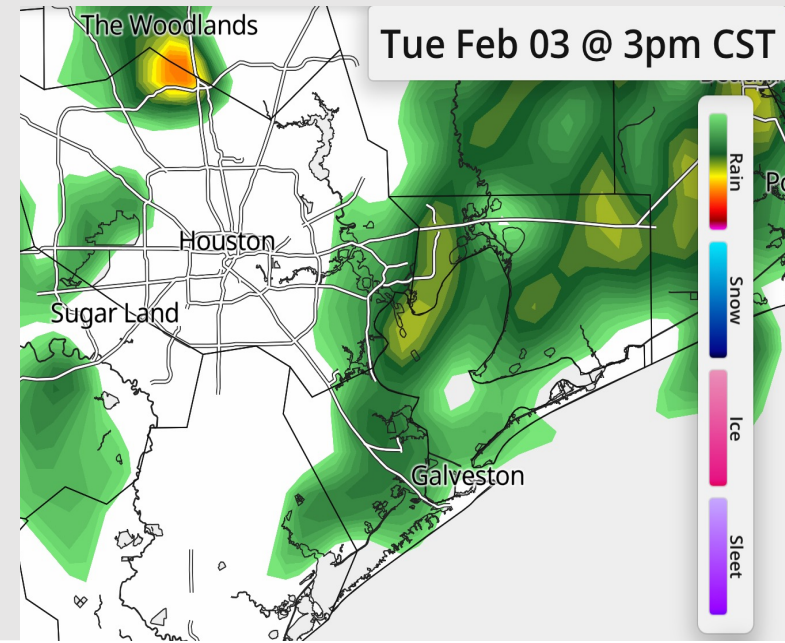 The Woodlands
Tue Feb 03 @ 3pm CST
Rain
Houston
Snow
Sugar Land
Ice
Galveston
Sleet